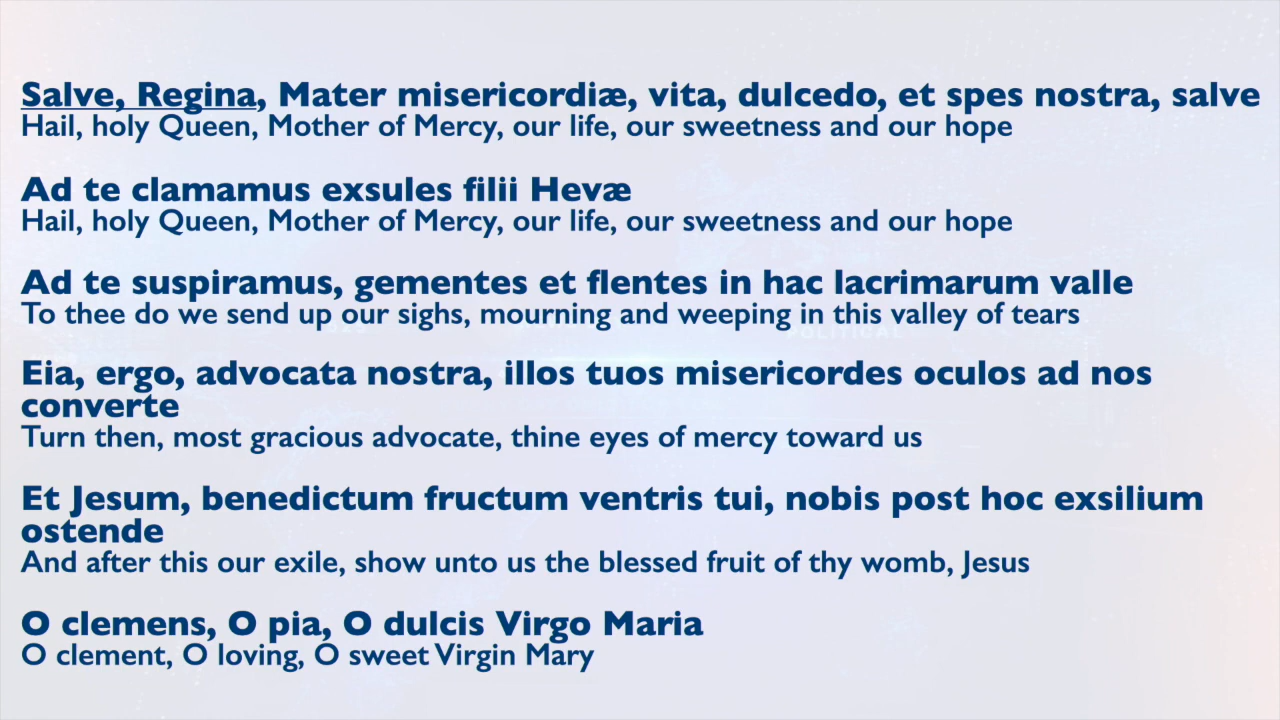 Salve, Regina, Mater misericordiæ, vita, dulcedo, et spes nostra, salve
Hail, holy Queen, Mother of Mercy, our life, our sweetness and our hope
Ad te clamamus exsules filii Hevæ
Hail, holy Queen, Mother of Mercy, our life, our sweetness and our hope
Ad te suspiramus, gementes et flentes in hac lacrimarum valle
To thee do we send up our sighs, mourning and weeping in this valley of tears
POLITICAL
Eia, ergo, advocata nostra, illos tuos misericordes oculos ad nos
converte
Turn then, most gracious advocate, thine eyes of mercy toward us
Et Jesum, benedictum fructum ventris tui, nobis post hoc exsilium
ostende
And after this our exile, show unto us the blessed fruit of thy womb, Jesus
O clemens, O pia, O dulcis Virgo Maria
O clement, O loving, O sweet Virgin Mary